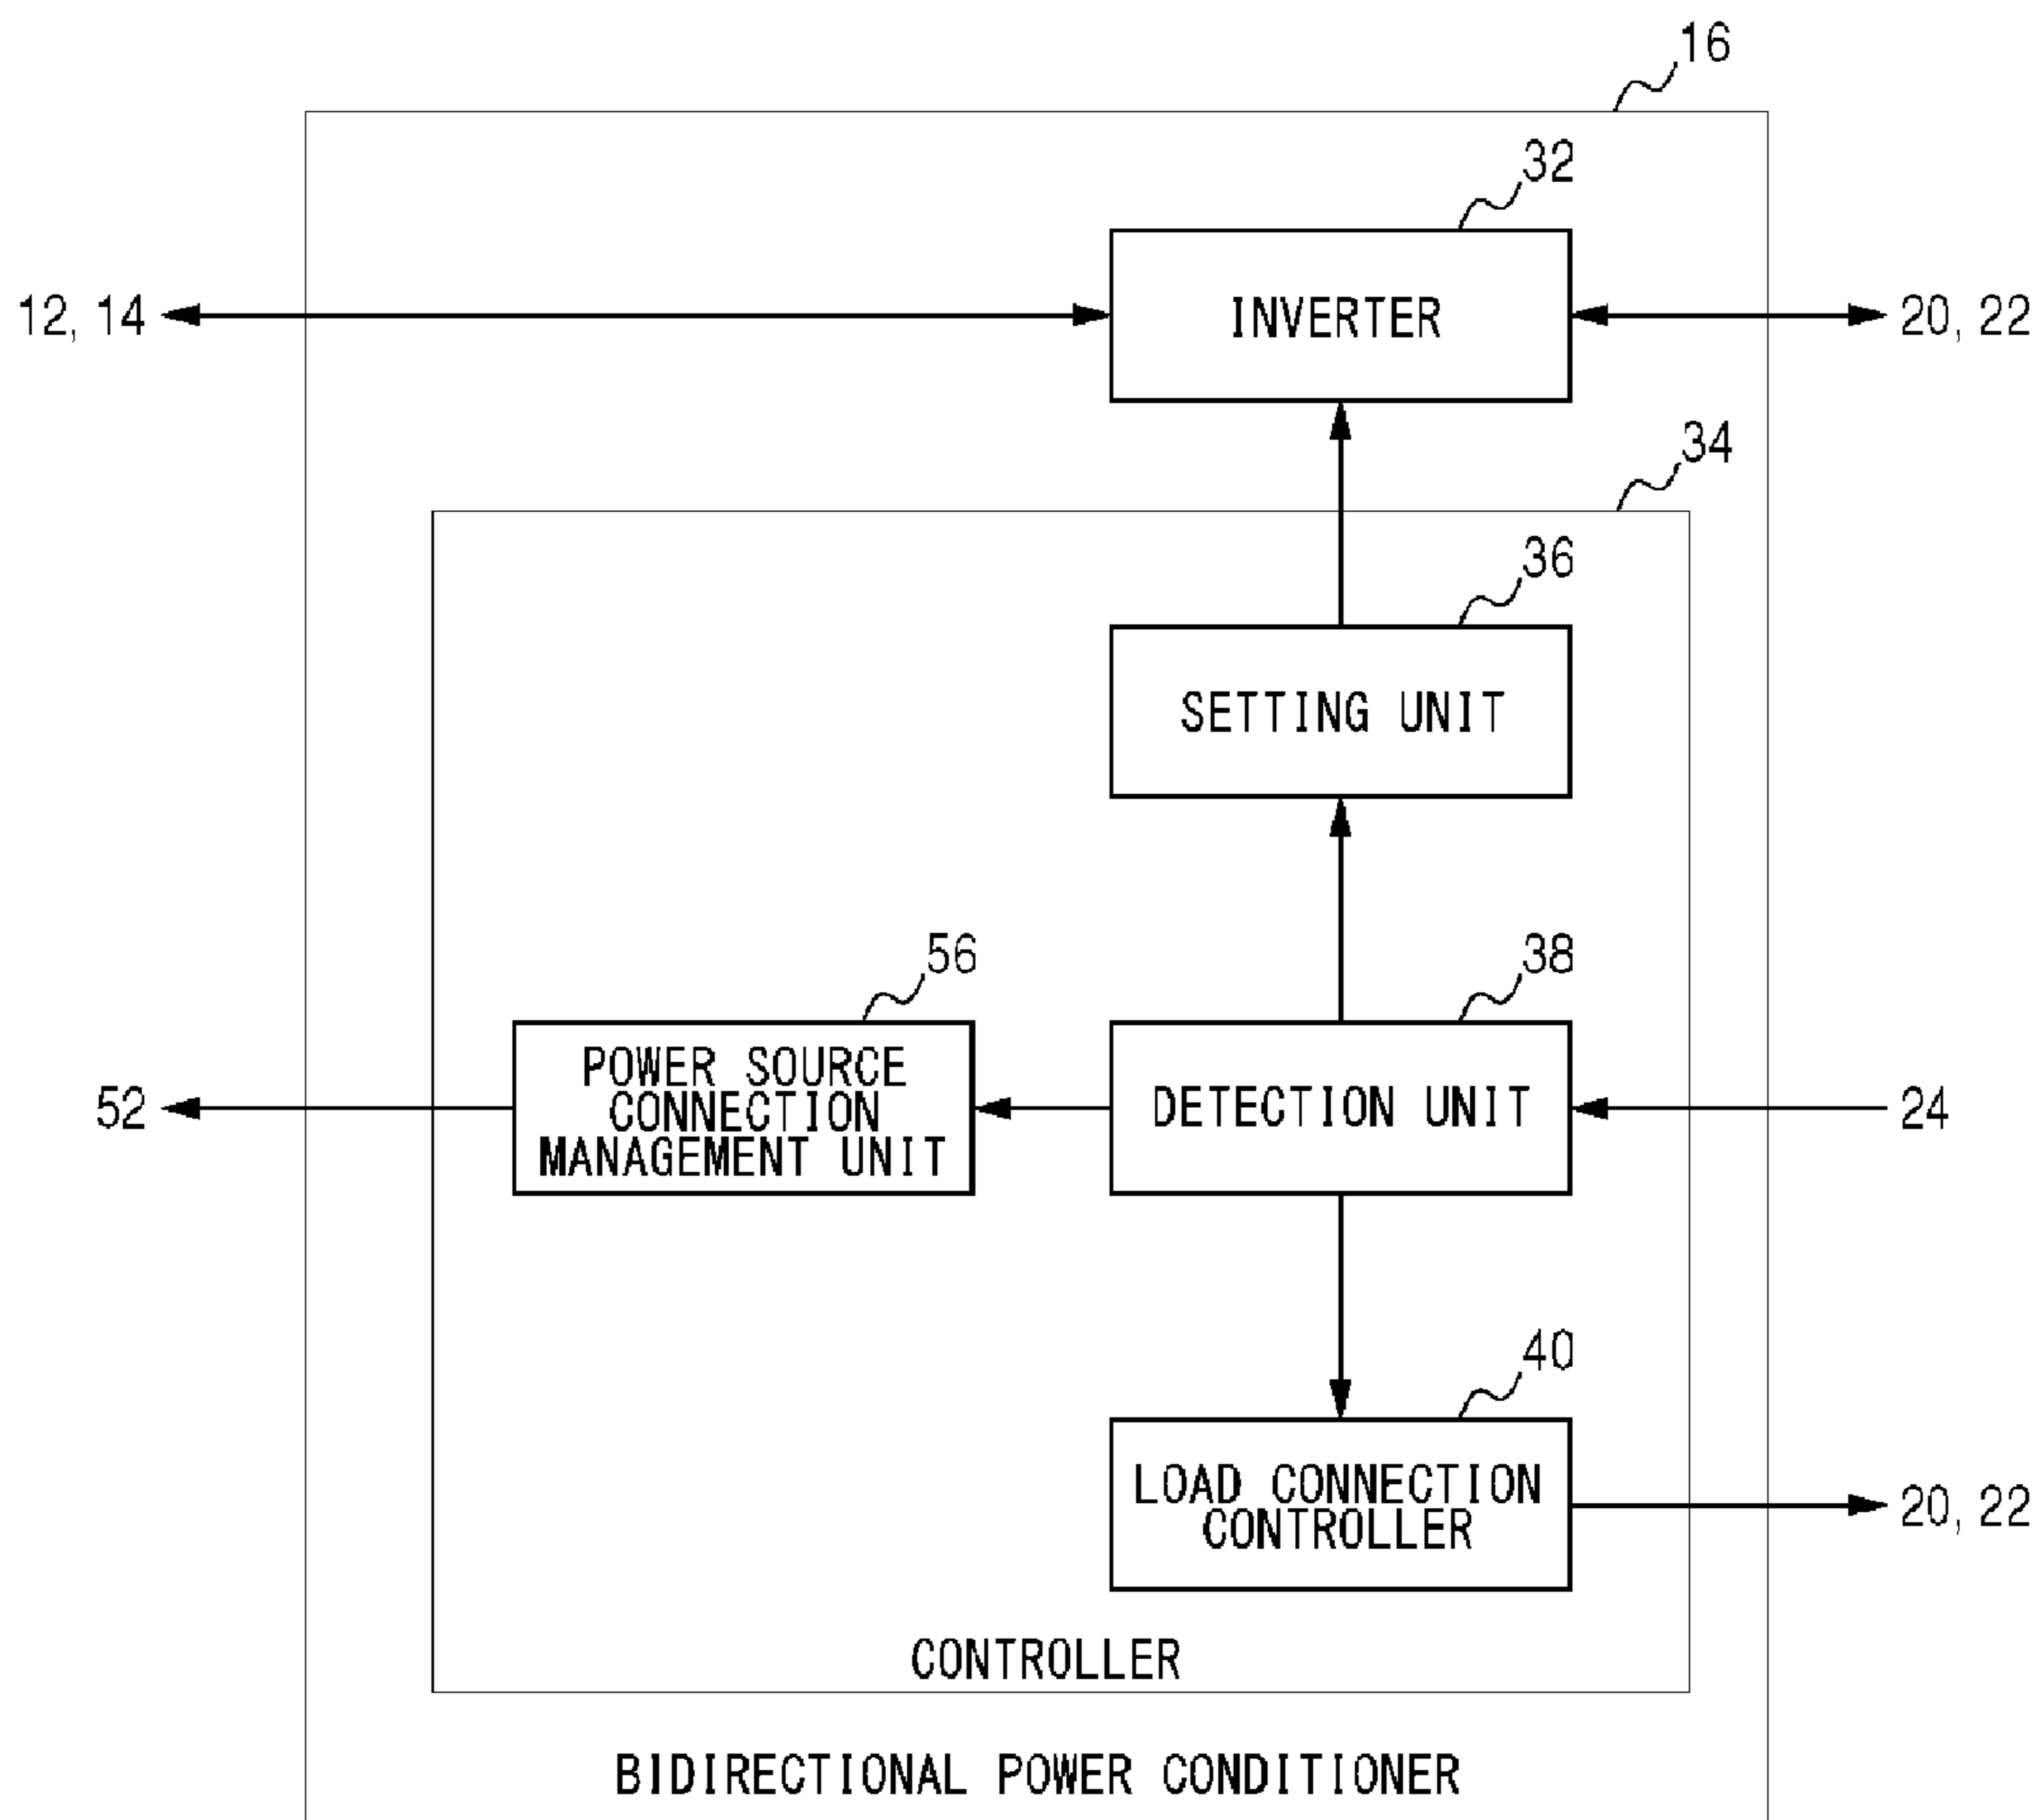 16
32
12, 14
INVERTER
20, 22
34
36
SETTING UNIT
56
38
POWER SOURCE
CONNECTION
MANAGEMENT UNIT
52
DETECTION UNIT
24
40
LOAD CONNECTION
CONTROLLER
20, 22
CONTROLLER
BIDIRECTIONAL POWER CONDITIONER